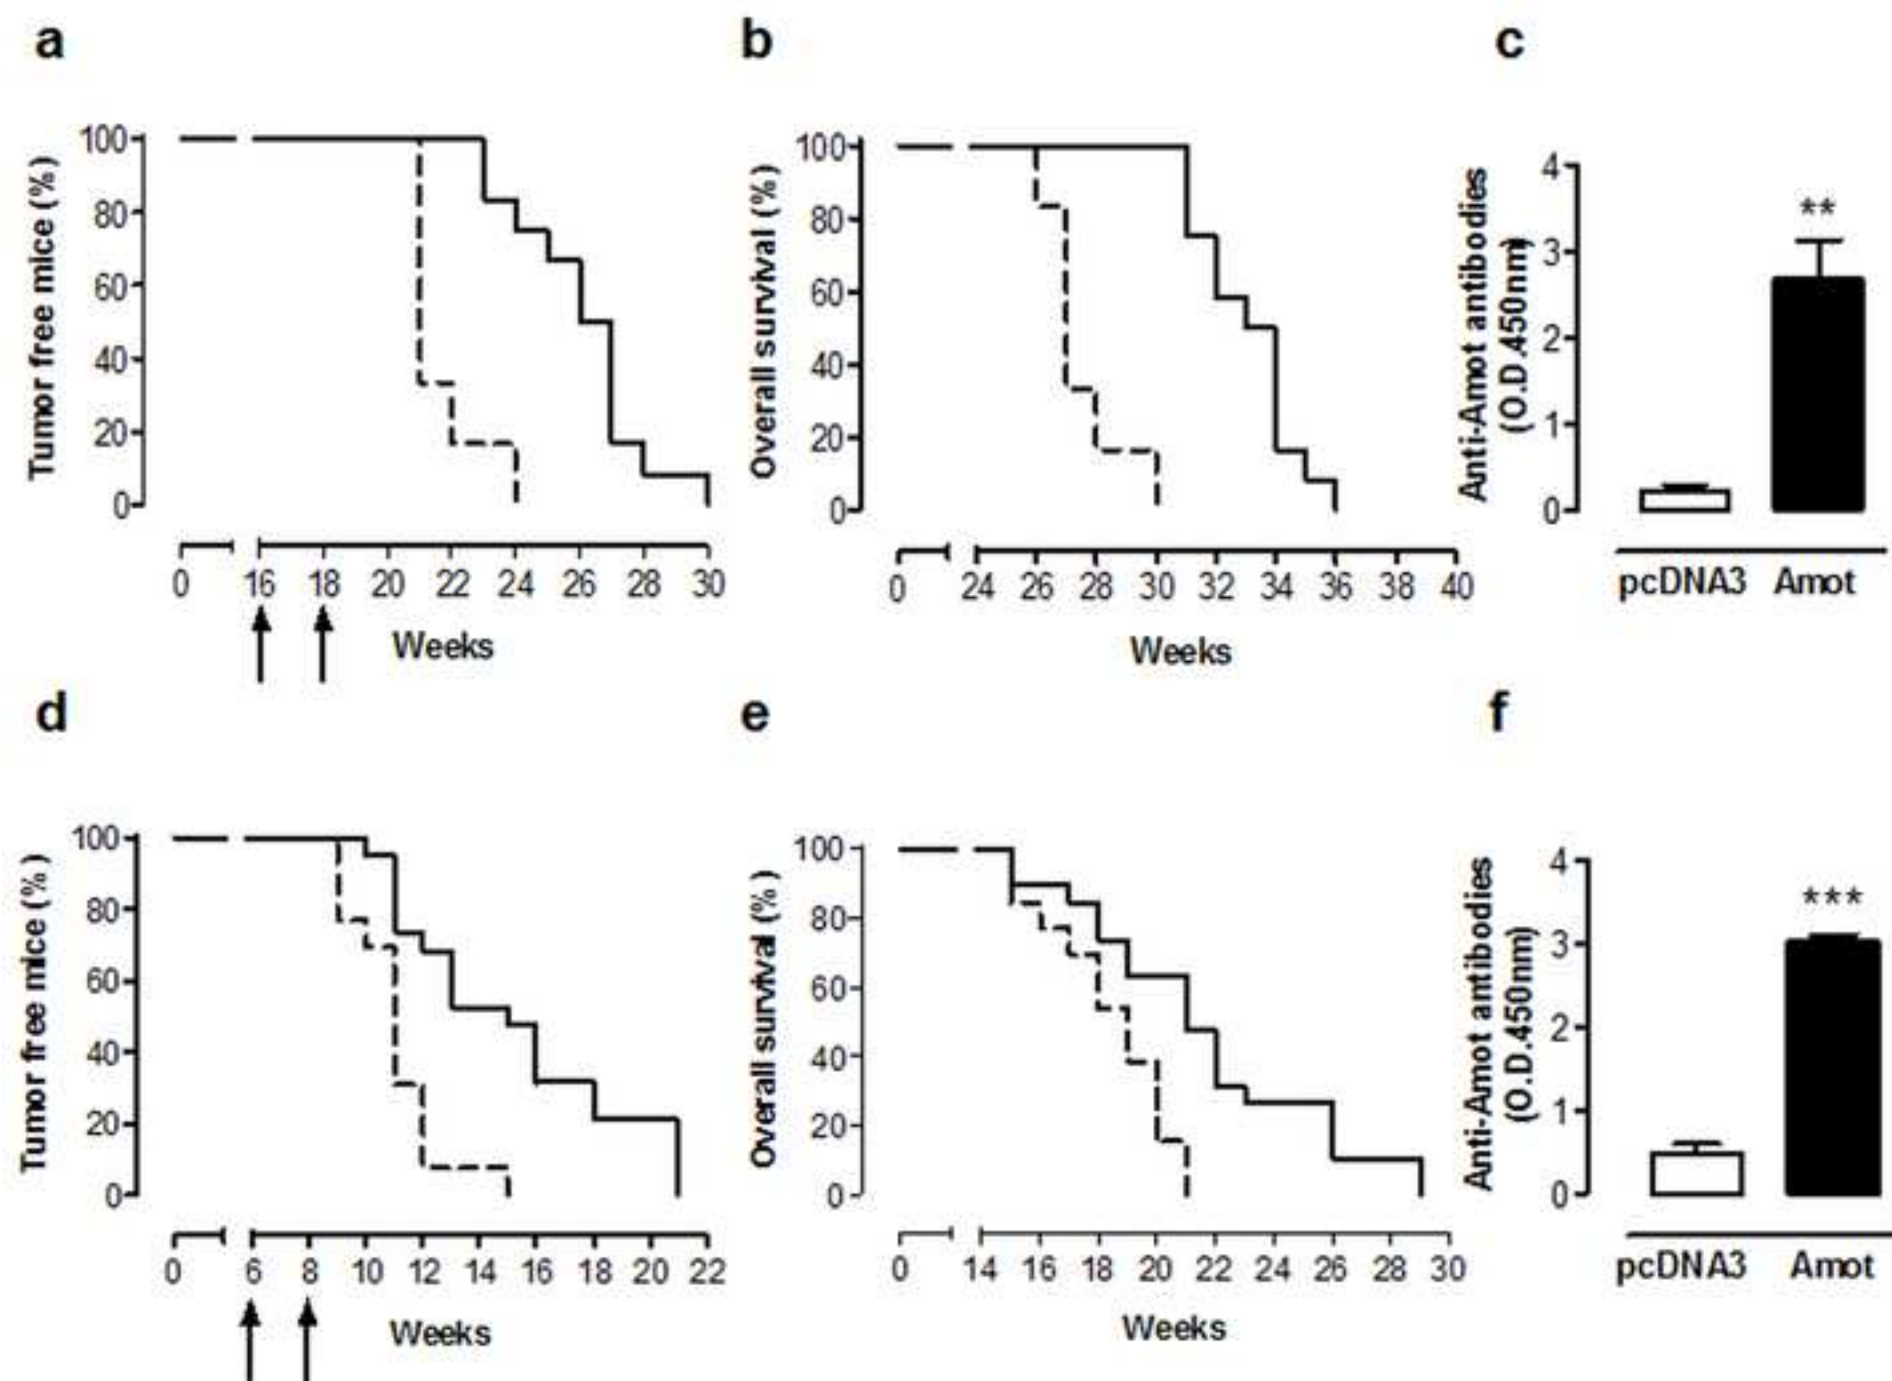 a
b
c
Tumor free mice (%)
100
80
60
40
20
0
0 16 18 20 22 24 26 28 30
Weeks
Overall survival (%)
100
80
60
40
20
0
0 24 26 28 30 32 34 36 38 40
Weeks
Anti-Amot antibodies
(O.D.450nm)
4
3
2
1
0
**
pcDNA3 Amot
d
e
f
Tumor free mice (%)
100
80
60
40
20
0
0 6 8 10 12 14 16 18 20 22
Weeks
Overall survival (%)
100
80
60
40
20
0
0 14 16 18 20 22 24 26 28 30
Weeks
Anti-Amot antibodies
(O.D.450nm)
4
3
2
1
0
***
pcDNA3 Amot